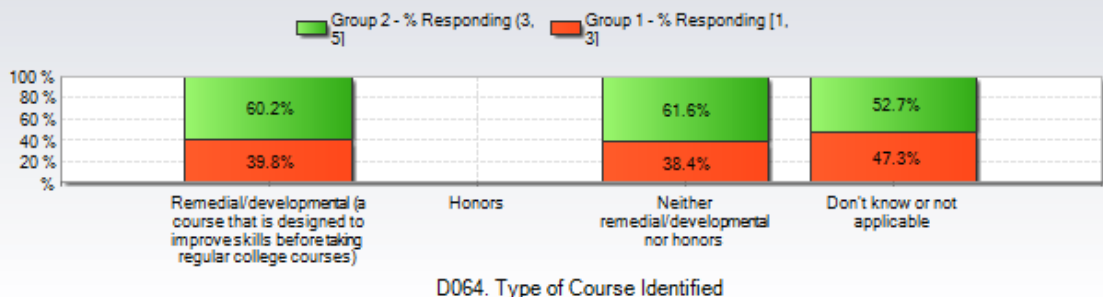 Group 2 - % Responding (3,
5]
Group 1 - % Responding [1,
3]
100 %
80 %
60 %
40 %
20 %
%
60.2%
39.8%
61.6%
38.4%
52.7%
47.3%
Remedial/developmental (a
course that is designed to
improve skills before taking
regular college courses)
Honors
Neither
remedial/developmental
nor honors
Don't know or not
applicable
D064. Type of Course Identified